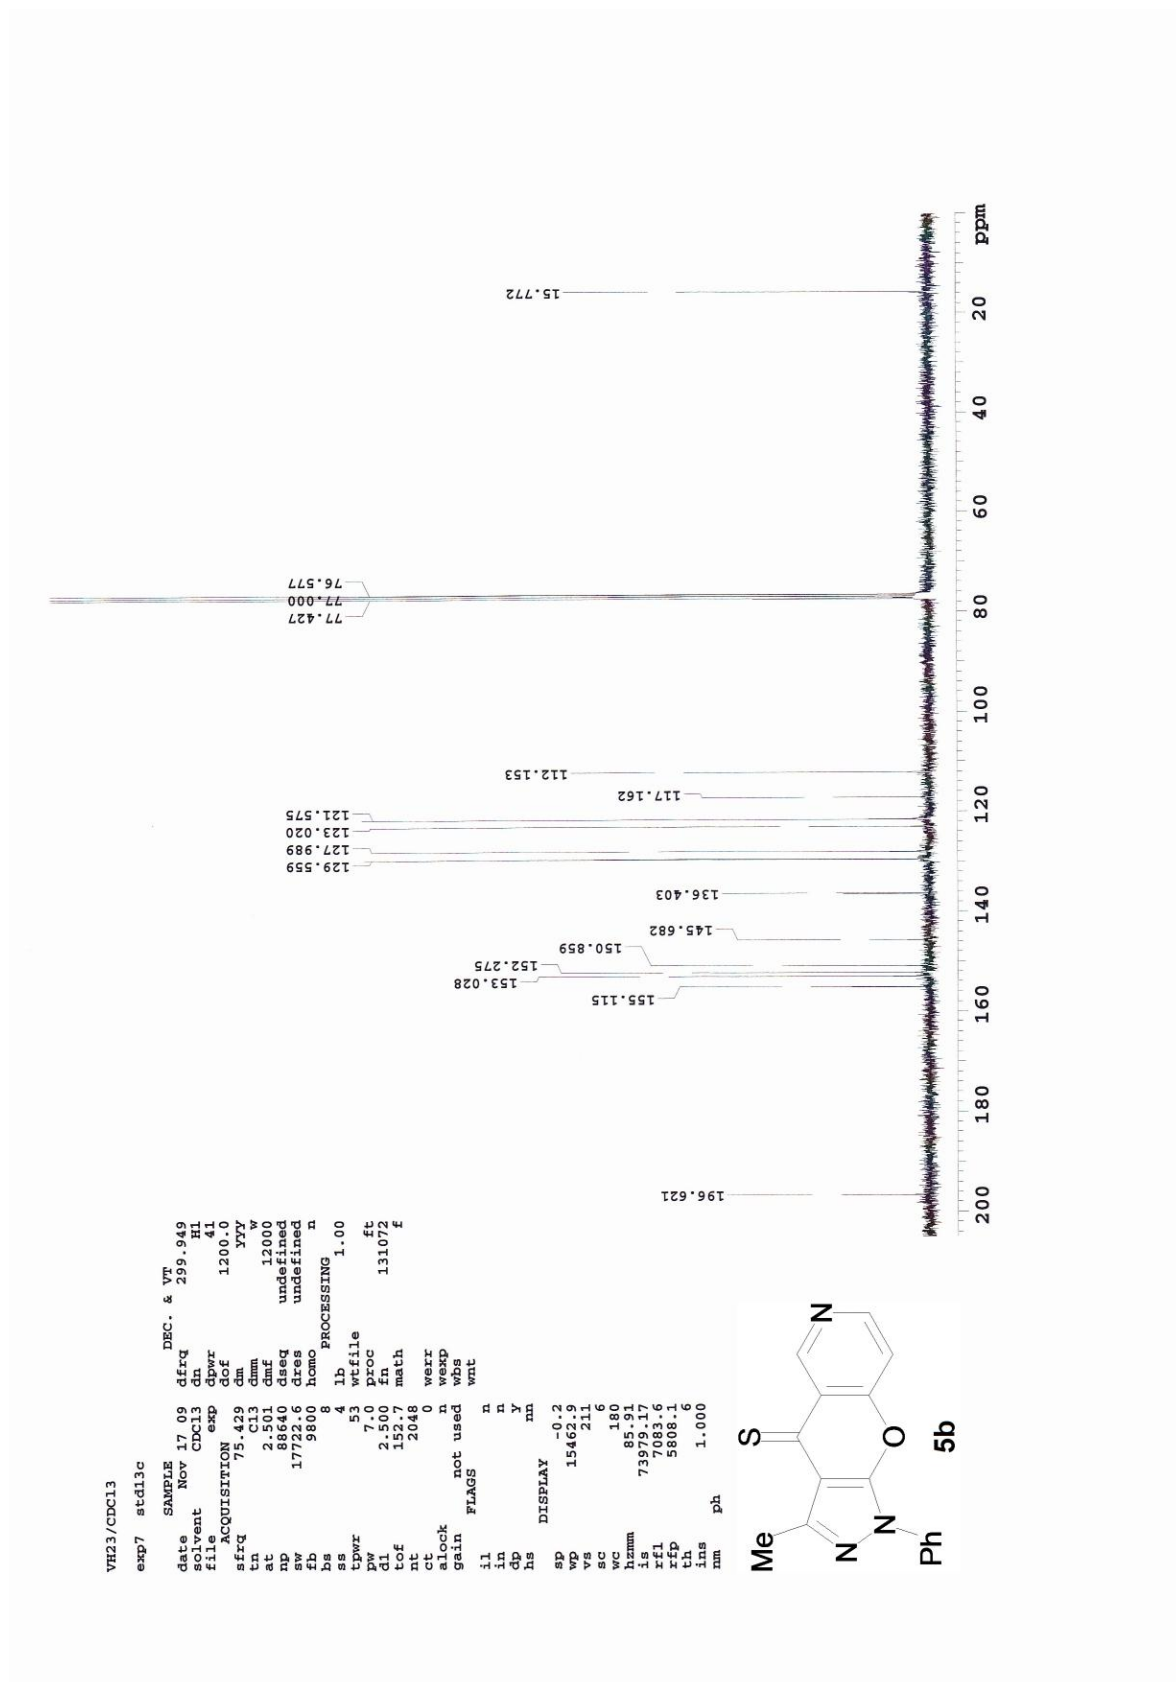 VH23/CDCl3
exp7 std13c
SAMPLE
date Nov 17 09
solvent CDCl3
file exp
ACQUISITION
sfrq 75.429
tn C13
at 2.501
np 88640
sw 17722.6
fb 9800
bs 8
ss 4
tpwr 53
pw 7.0
d1 2.500
tof 152.7
nt 2048
ct 0
alock n
gain not used
FLAGS
il n
in n
dp y
hs nn
DISPLAY
sp -0.2
wp 15462.9
vs 211
sc 6
wc 180
hzmm 85.91
is 73979.17
rfl 7083.6
rfp 5808.1
th 6
ins 1.000
nm ph
DEC. & VT
dfrq 299.949
dn H1
dpwr 41
dof 1200.0
dm yyy
dmm w
dmf 12000
dseq undefined
dres undefined
homo n
PROCESSING
lb 1.00
wtfile
proc ft
fn 131072
math f
werr
wexp
wbs
wnt
196.621
155.115
153.028
152.275
150.859
145.682
136.403
129.559
127.989
123.020
121.575
117.162
112.153
77.427
77.000
76.577
15.772
200 180 160 140 120 100 80 60 40 20 ppm
Me
S
N
N
N
O
Ph
5b